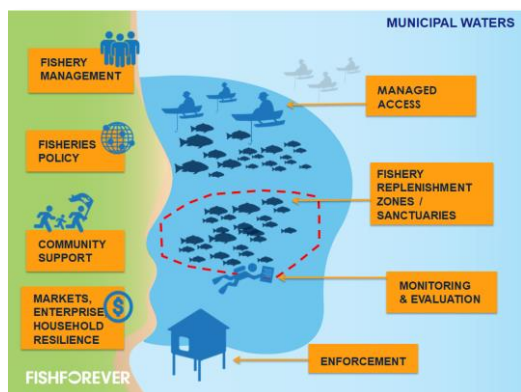 MUNICIPAL WATERS
FISHERY
MANAGEMENT
MANAGED
ACCESS
FISHERIES
POLICY
FISHERY
REPLENISHMENT
ZONES /
SANCTUARIES
COMMUNITY
SUPPORT
MONITORING
& EVALUATION
MARKETS,
ENTERPRISE
HOUSEHOLD
RESILIENCE
$
ENFORCEMENT
FISHFOREVER